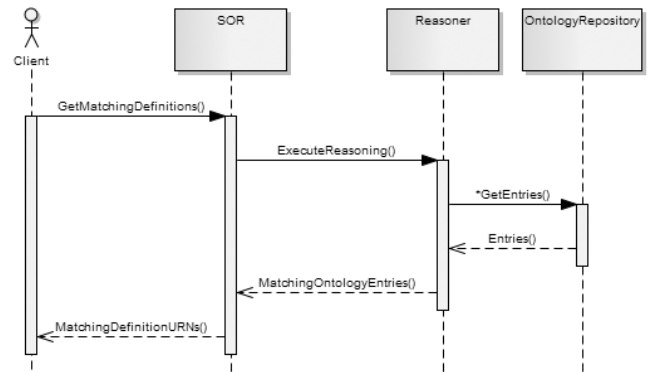 SOR
Reasoner
OntologyRepository
Client
GetMatchingDefinitions()
ExecuteReasoning()
*GetEntries()
Entries()
MatchingOntologyEntries()
MatchingDefinitionURNs()